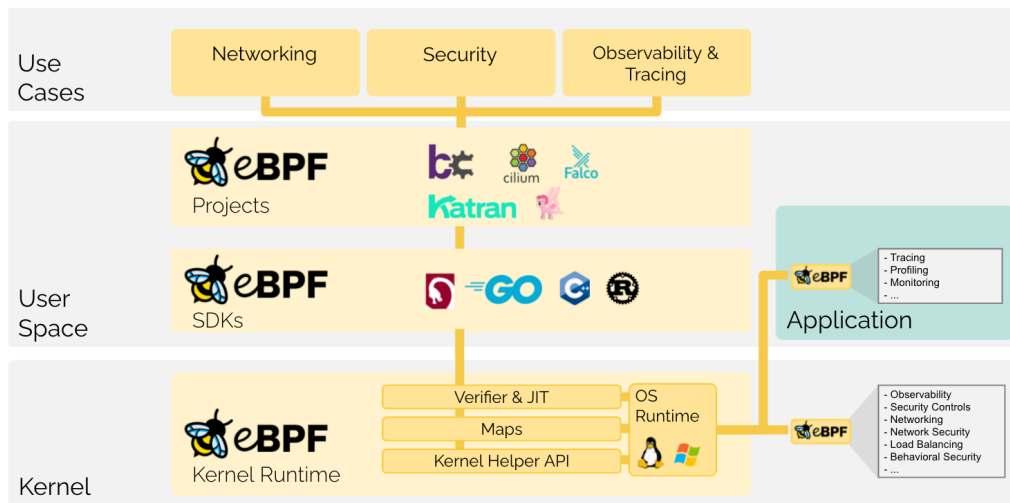 Use
Cases
Networking
Security
Observability &
Tracing
eBPF
Projects
bc
cilium
Falco
Katran
User
Space
eBPF
SDKs
GO
C++
R
eBPF
- Tracing
- Profiling
- Monitoring
- ...
Application
Kernel
eBPF
Kernel Runtime
Verifier & JIT
Maps
Kernel Helper API
OS
Runtime
eBPF
- Observability
- Security Controls
- Networking
- Network Security
- Load Balancing
- Behavioral Security
- ...